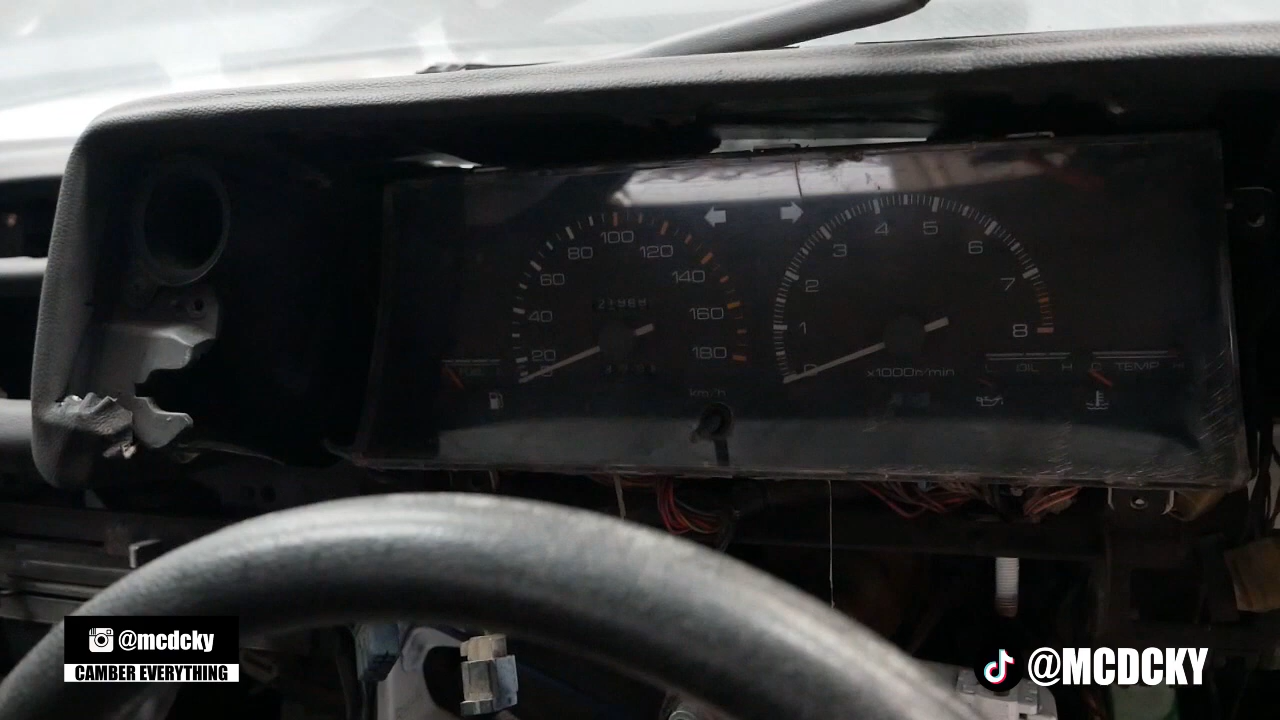 100
80
120
60
140
40
160
20
180
km/h
FUEL
4
5
3
6
2
7
1
8
0
x1000r/min
L OIL H
C TEMP H
@mcdcky
CAMBER EVERYTHING
@MCDCKY